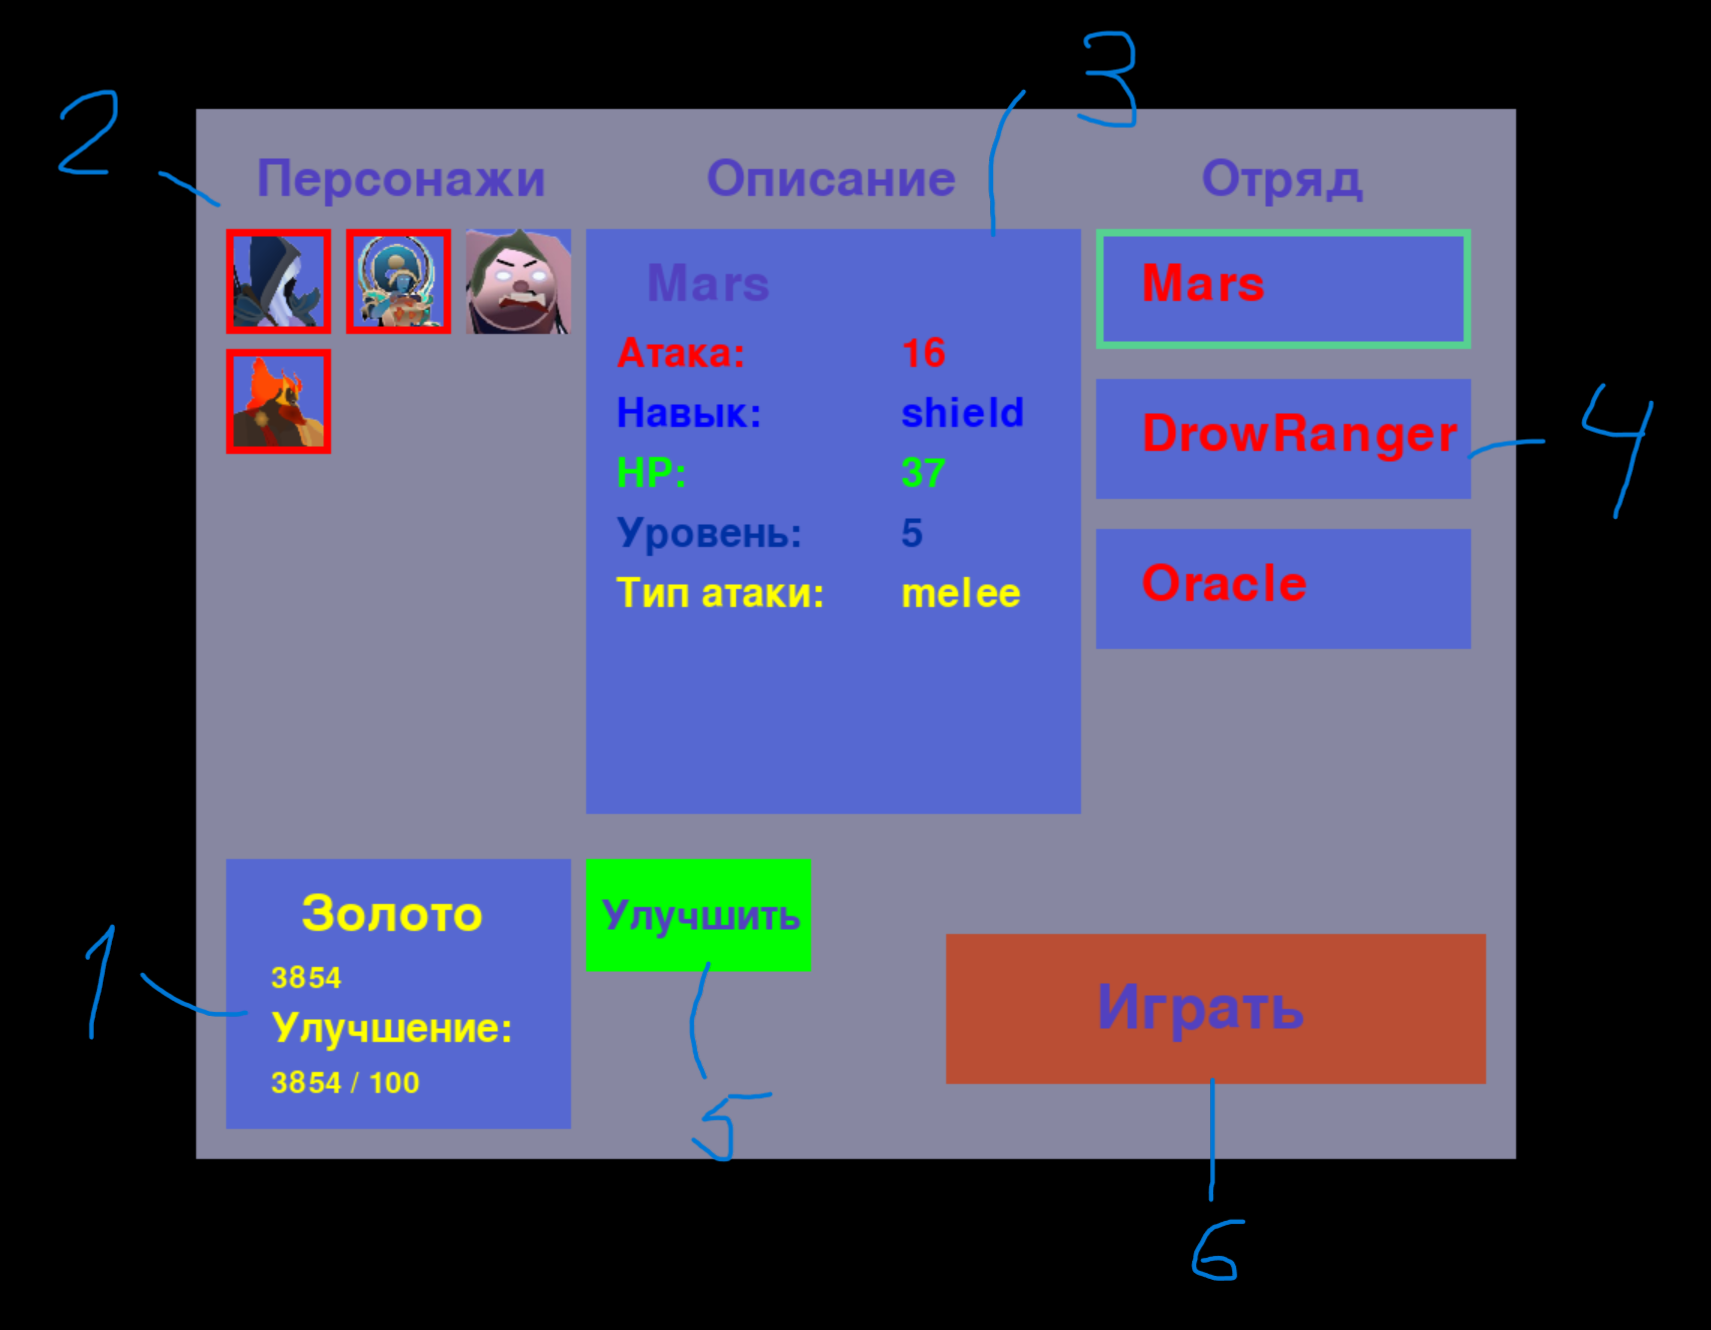 2
3
Персонажи
Описание
Отряд
Mars
Атака: 16
Навык: shield
HP: 37
Уровень: 5
Тип атаки: melee
Mars
DrowRanger
Oracle
4
1
Золото
3854
Улучшение:
3854 / 100
Улучшить
5
Играть
6